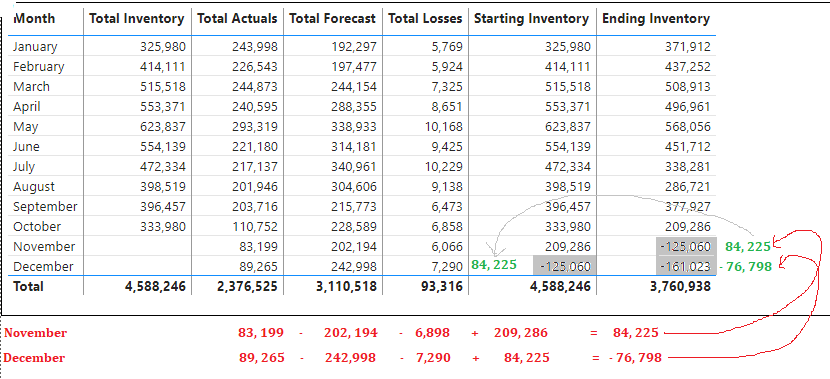 Month Total Inventory Total Actuals Total Forecast Total Losses Starting Inventory Ending Inventory
January 325,980 243,998 192,297 5,769 325,980 371,912
February 414,111 226,543 197,477 5,924 414,111 437,252
March 515,518 244,873 244,154 7,325 515,518 508,913
April 553,371 240,595 288,355 8,651 553,371 496,961
May 623,837 293,319 338,933 10,168 623,837 568,056
June 554,139 221,180 314,181 9,425 554,139 451,712
July 472,334 217,137 340,961 10,229 472,334 338,281
August 398,519 201,946 304,606 9,138 398,519 286,721
September 396,457 203,716 215,773 6,473 396,457 377,927
October 333,980 110,752 228,589 6,858 333,980 209,286
November 83,199 202,194 6,066 209,286 -125,060 84,225
December 89,265 242,998 7,290 84,225 -125,060 -161,023 - 76,798
Total 4,588,246 2,376,525 3,110,518 93,316 4,588,246 3,760,938
November 83,199 - 202,194 - 6,898 + 209,286 = 84,225
December 89,265 - 242,998 - 7,290 + 84,225 = - 76,798